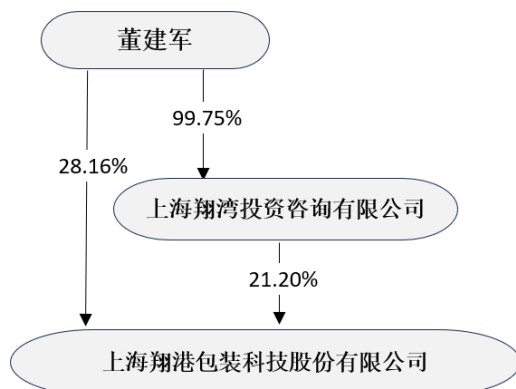 董建军
99.75%
28.16%
上海翔湾投资咨询有限公司
21.20%
上海翔港包装科技股份有限公司